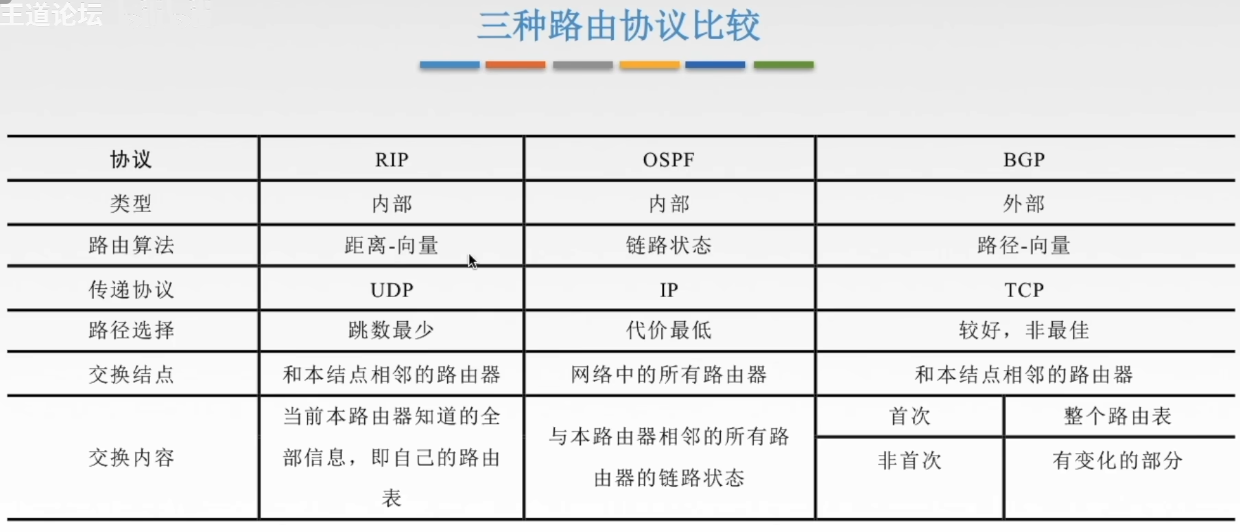 王道论坛
三种路由协议比较
协议 RIP OSPF BGP
类型 内部 内部 外部
路由算法 距离-向量 链路状态 路径-向量
传递协议 UDP IP TCP
路径选择 跳数最少 代价最低 较好，非最佳
交换结点 和本结点相邻的路由器 网络中的所有路由器 和本结点相邻的路由器
交换内容
当前本路由器知道的全
部信息，即自己的路由
表
与本路由器相邻的所有路
由器的链路状态
首次 整个路由表
非首次 有变化的部分